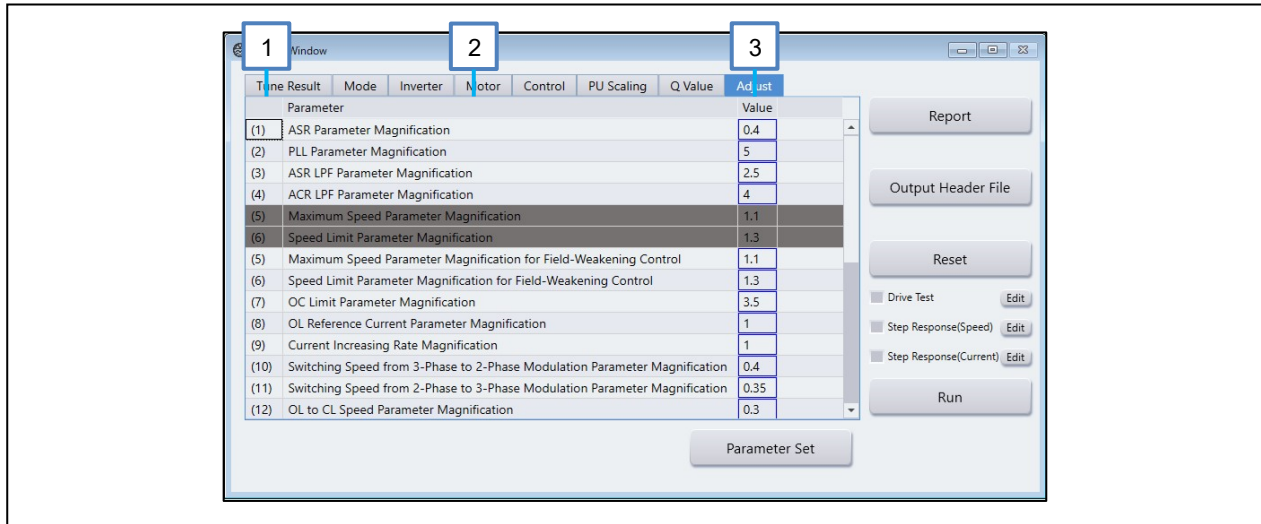 1 2 3
Window
Tune Result Mode Inverter Motor Control PU Scaling Q Value Adjust
Parameter Value
(1) ASR Parameter Magnification 0.4
(2) PLL Parameter Magnification 5
(3) ASR LPF Parameter Magnification 2.5
(4) ACR LPF Parameter Magnification 4
(5) Maximum Speed Parameter Magnification 1.1
(6) Speed Limit Parameter Magnification 1.3
(5) Maximum Speed Parameter Magnification for Field-Weakening Control 1.1
(6) Speed Limit Parameter Magnification for Field-Weakening Control 1.3
(7) OC Limit Parameter Magnification 3.5
(8) OL Reference Current Parameter Magnification 1
(9) Current Increasing Rate Magnification 1
(10) Switching Speed from 3-Phase to 2-Phase Modulation Parameter Magnification 0.4
(11) Switching Speed from 2-Phase to 3-Phase Modulation Parameter Magnification 0.35
(12) OL to CL Speed Parameter Magnification 0.3
Report
Output Header File
Reset
Drive Test Edit
Step Response(Speed) Edit
Step Response(Current) Edit
Run
Parameter Set